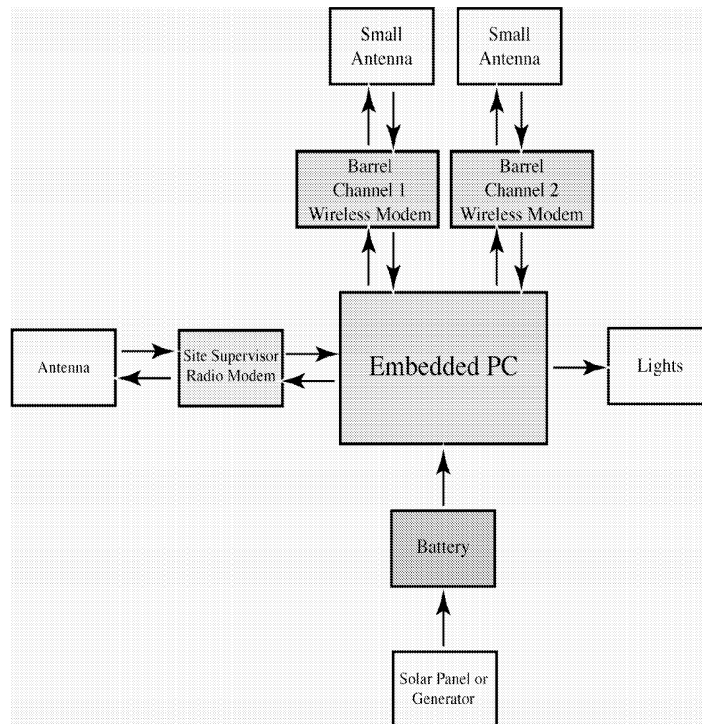 Small
Antenna
Small
Antenna
Barrel
Channel 1
Wireless Modem
Barrel
Channel 2
Wireless Modem
Antenna
Site Supervisor
Radio Modem
Embedded PC
Lights
Battery
Solar Panel or
Generator